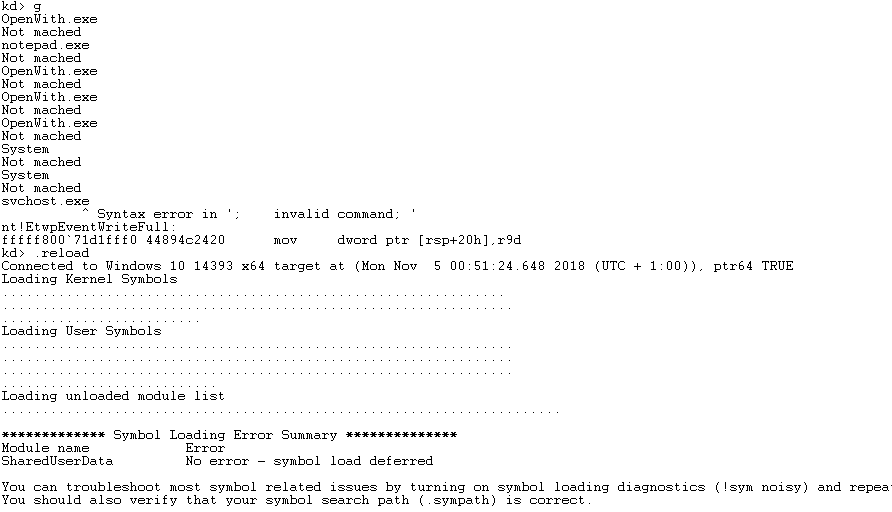 kd> g
OpenWith.exe
Not mached
notepad.exe
Not mached
OpenWith.exe
Not mached
OpenWith.exe
Not mached
OpenWith.exe
Not mached
System
Not mached
System
Not mached
svchost.exe
^ Syntax error in ';    invalid command; '
nt!EtwpEventWriteFull:
fffff800`71d1fff0 44894c2420      mov     dword ptr [rsp+20h],r9d
kd> .reload
Connected to Windows 10 14393 x64 target at (Mon Nov  5 00:51:24.648 2018 (UTC + 1:00)), ptr64 TRUE
Loading Kernel Symbols
...............................................................
................................................................
.........................
Loading User Symbols
................................................................
................................................................
................................................................
...........................
Loading unloaded module list
......................................................................

************* Symbol Loading Error Summary **************
Module name            Error
SharedUserData         No error - symbol load deferred

You can troubleshoot most symbol related issues by turning on symbol loading diagnostics (!sym noisy) and repea
You should also verify that your symbol search path (.sympath) is correct.